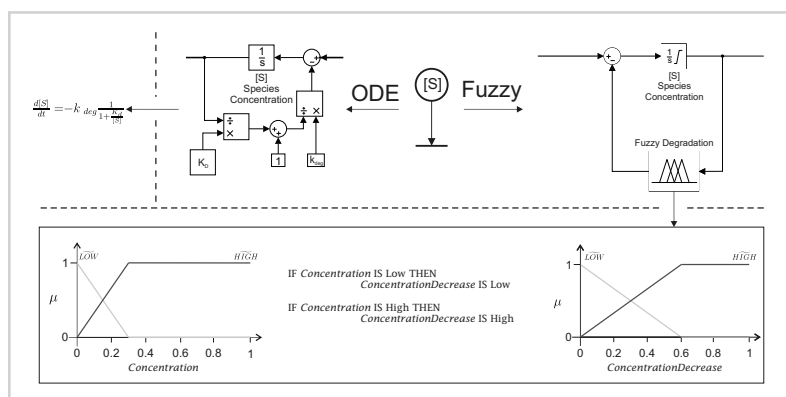 d[S]/dt = -k deg 1/(1+K_d/[S])
1/s
[S]
Species
Concentration
- +
÷
×
÷ ×
+
+
K_D
1
k_deg
ODE
[S]
Fuzzy
+
-
1/s ∫
[S]
Species
Concentration
Fuzzy Degradation
LOW
HIGH
1
μ
0
0 0.2 0.4 0.6 0.8 1
Concentration
IF Concentration IS Low THEN
ConcentrationDecrease IS Low
IF Concentration IS High THEN
ConcentrationDecrease IS High
LOW
HIGH
1
μ
0
0 0.2 0.4 0.6 0.8 1
ConcentrationDecrease